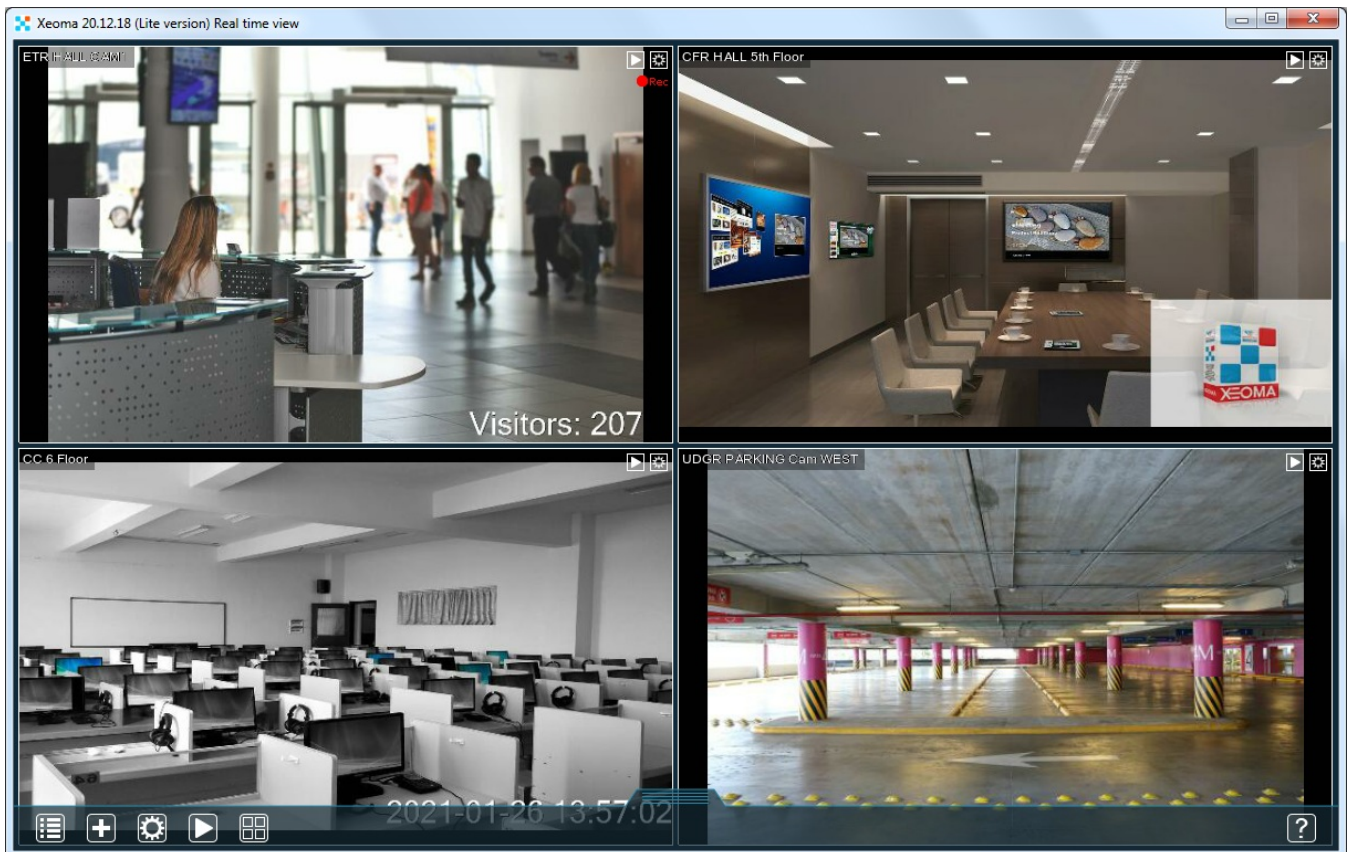 Xeoma 20.12.18 (Lite version) Real time view
ETR HALL CAM1
Rec
Visitors: 207
CFR HALL 5th Floor
XEOMA
CC 6 Floor
2021-01-26 13:57:02
UDGR PARKING Cam WEST
M
M
?